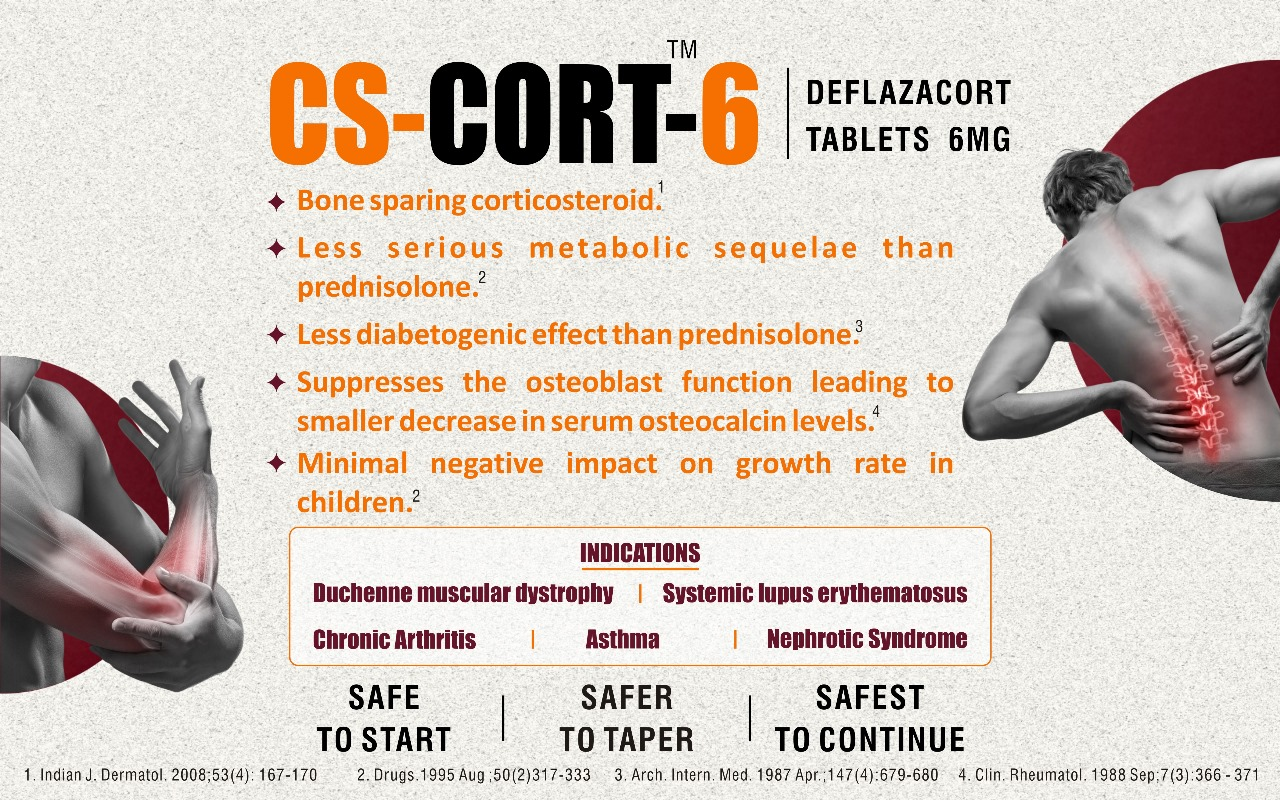 CS-CORT-6™
DEFLAZACORT
TABLETS 6MG
✦ Bone sparing corticosteroid.¹
✦ Less serious metabolic sequelae than
prednisolone.²
✦ Less diabetogenic effect than prednisolone.³
✦ Suppresses the osteoblast function leading to
smaller decrease in serum osteocalcin levels.⁴
✦ Minimal negative impact on growth rate in
children.²
INDICATIONS
Duchenne muscular dystrophy | Systemic lupus erythematosus
Chronic Arthritis | Asthma | Nephrotic Syndrome
SAFE
TO START
SAFER
TO TAPER
SAFEST
TO CONTINUE
1. Indian J. Dermatol. 2008;53(4): 167-170 2. Drugs.1995 Aug ;50(2)317-333 3. Arch. Intern. Med. 1987 Apr.;147(4):679-680 4. Clin. Rheumatol. 1988 Sep;7(3):366 - 371